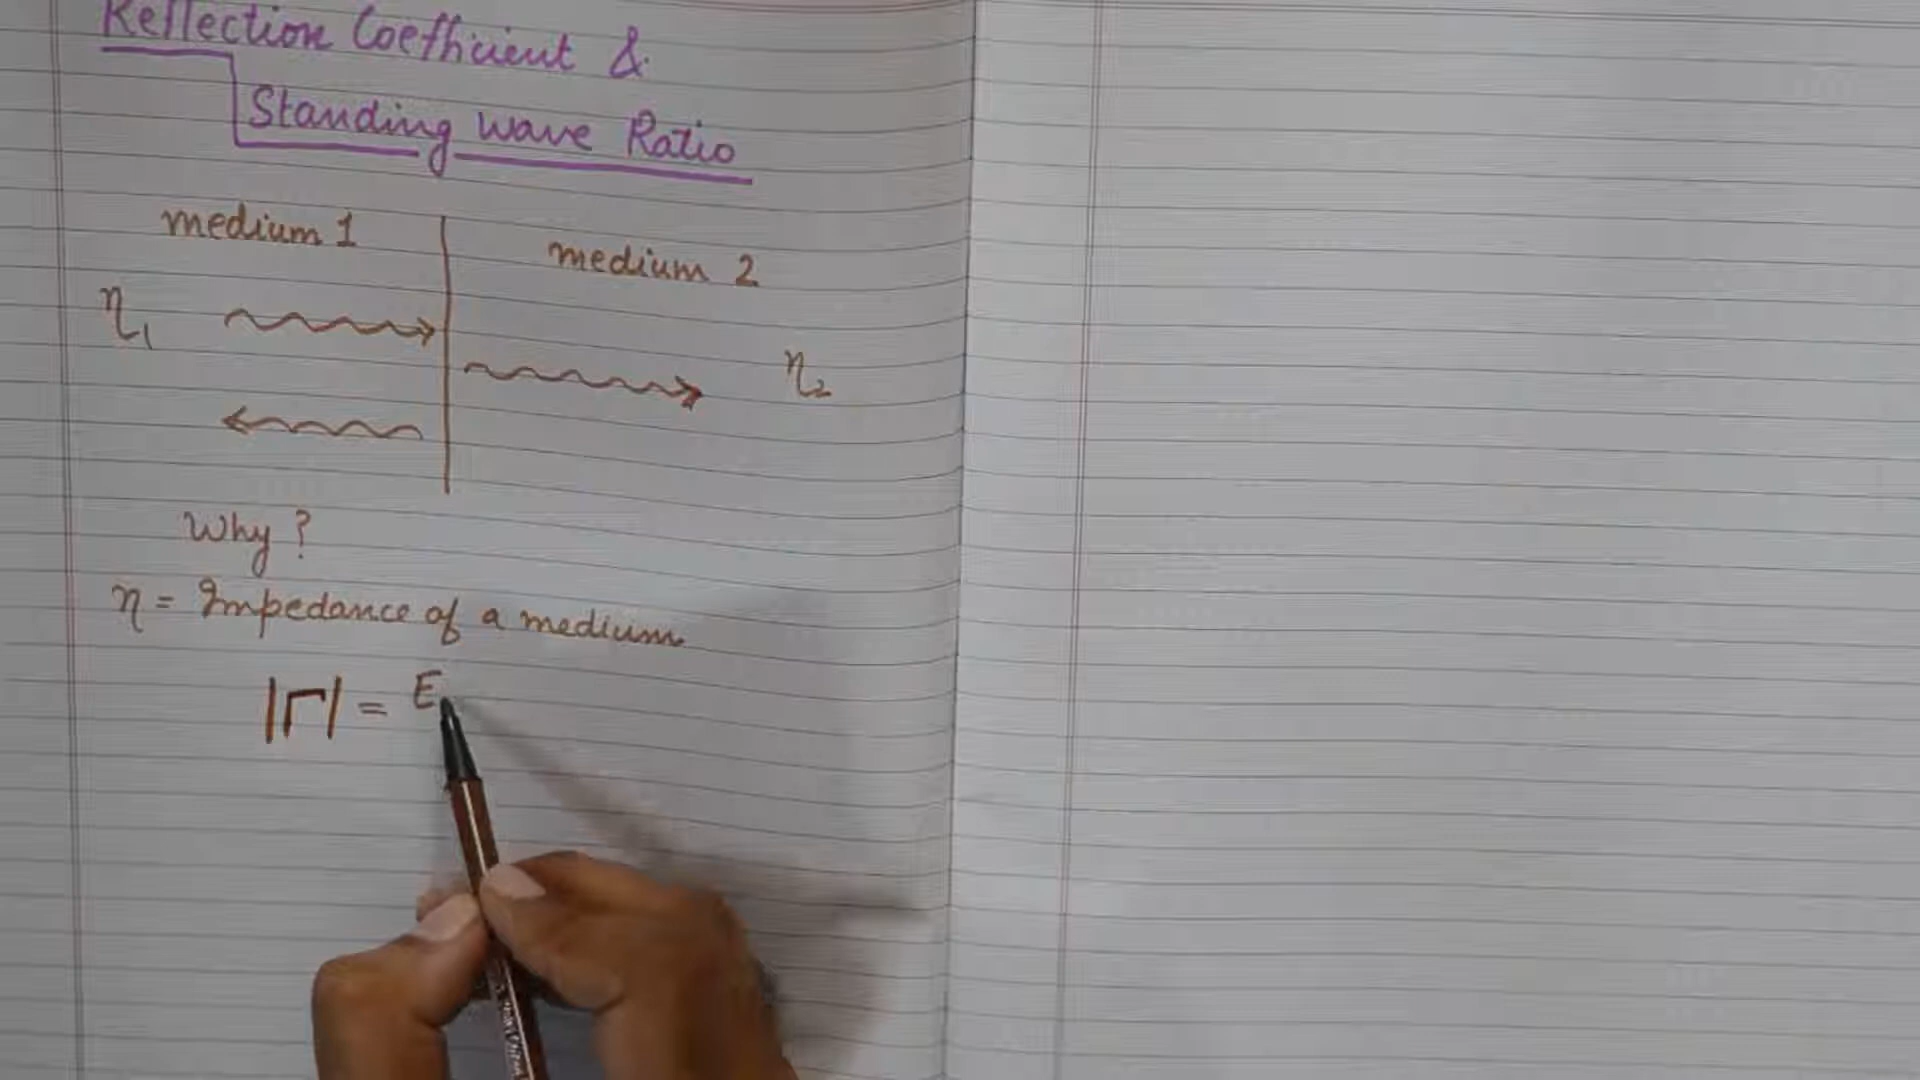 Reflection Coefficient &
Standing wave Ratio
medium 1
medium 2
η₁
η₂
Why?
η = Impedance of a medium
|Γ| = E